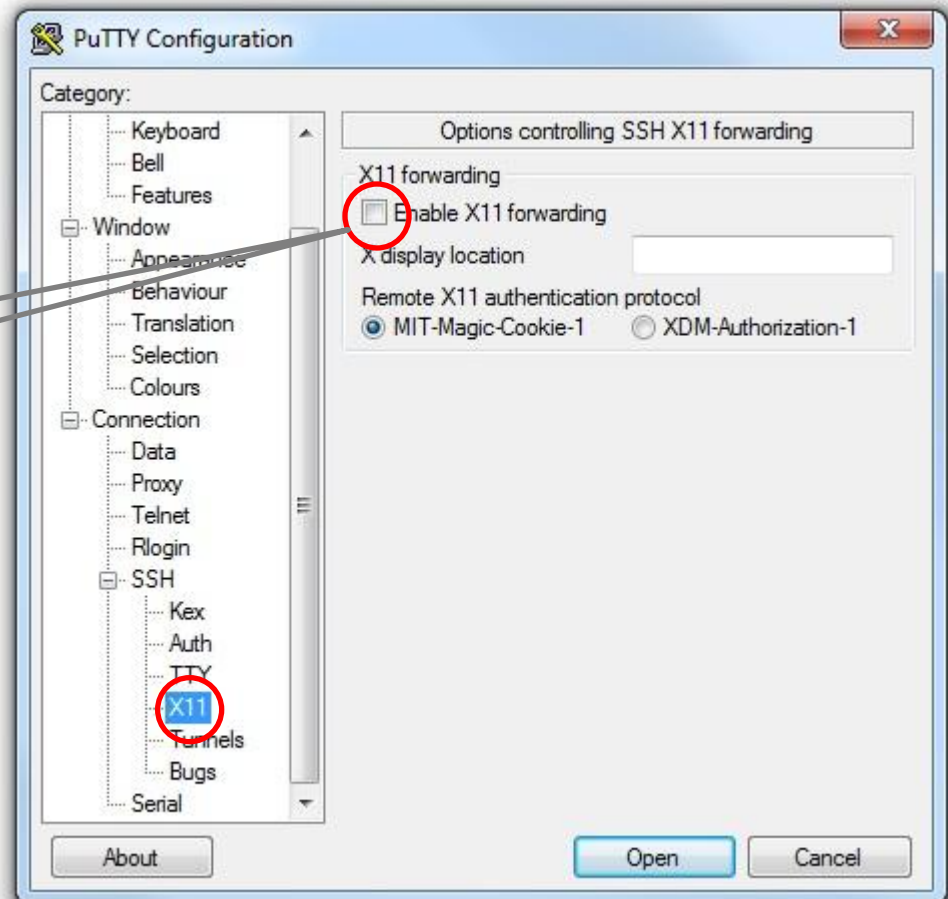 PuTTY Configuration
Category:
Keyboard
Bell
Features
Window
Appearance
Behaviour
Translation
Selection
Colours
Connection
Data
Proxy
Telnet
Rlogin
SSH
Kex
Auth
TTY
X11
Tunnels
Bugs
Serial
Options controlling SSH X11 forwarding
X11 forwarding
Enable X11 forwarding
X display location
Remote X11 authentication protocol
MIT-Magic-Cookie-1 XDM-Authorization-1
About Open Cancel